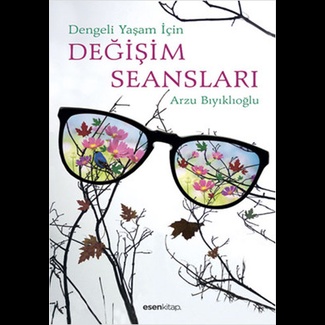 Dengeli Yaşam İçin
DEĞİŞİM
SEANSLARI
Arzu Bıyıklıoğlu
esenkitap.